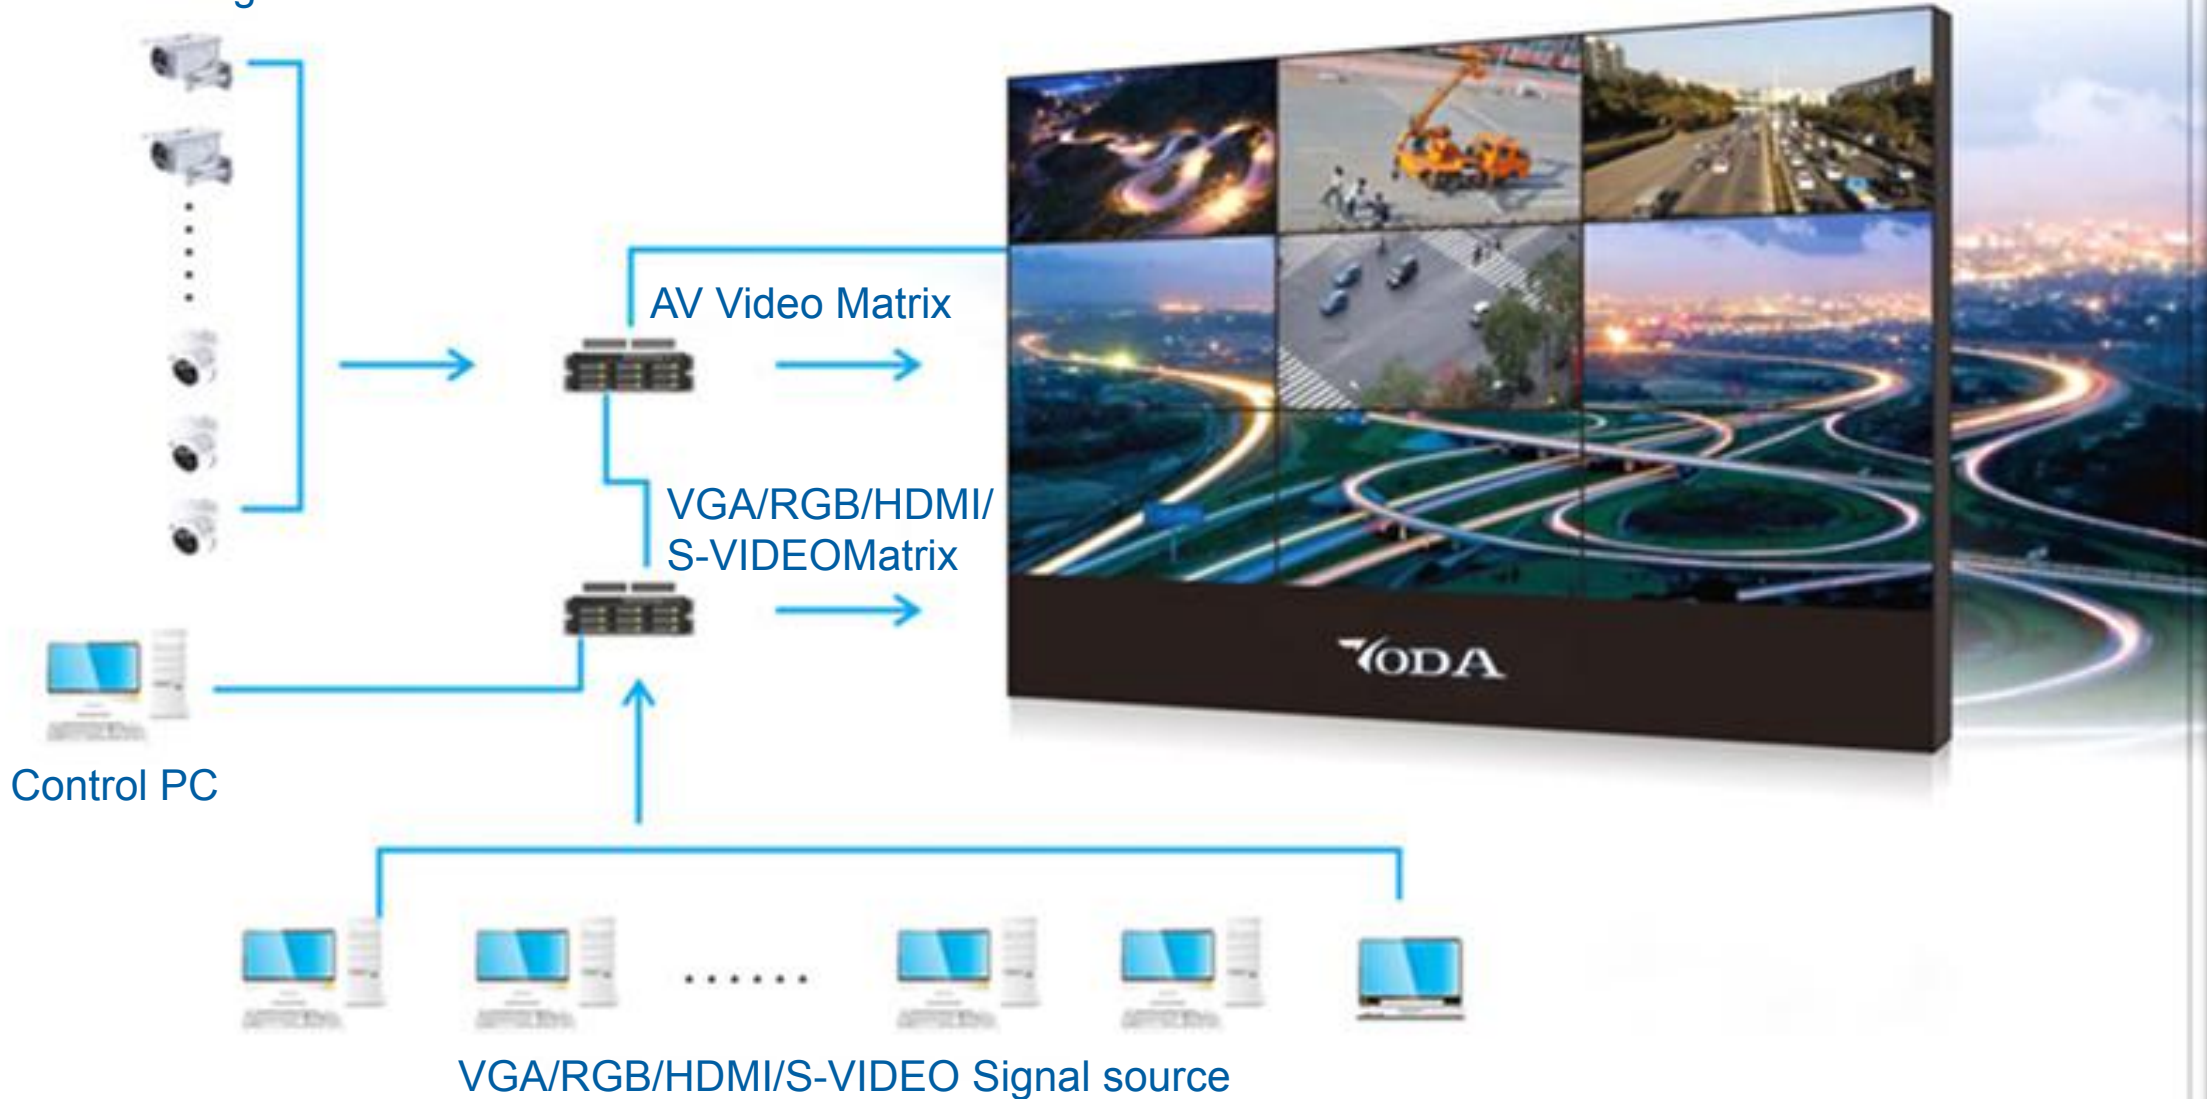 AV Video Matrix
VGA/RGB/HDMI/
S-VIDEOMatrix
YODA
Control PC
VGA/RGB/HDMI/S-VIDEO Signal source